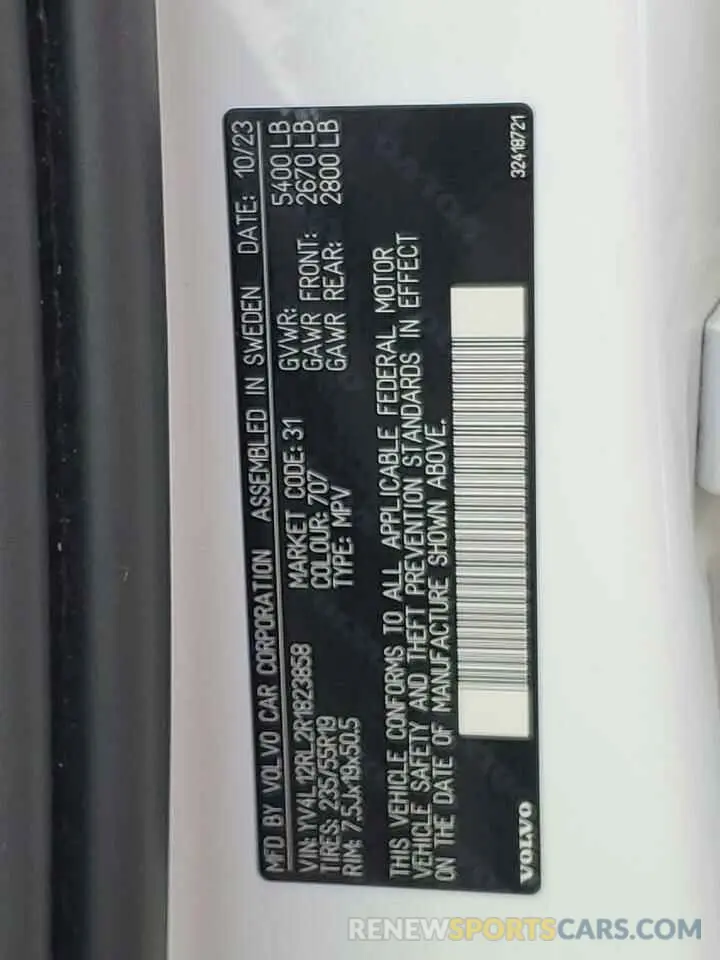 MFD BY VOLVO CAR CORPORATION ASSEMBLED IN SWEDEN DATE: 10/23
VIN: YV4L12RL2R1823858
TIRES: 235/55R19
RIM: 7.5Jx19x50.5
MARKET CODE: 31
COLOUR: 707
TYPE: MPV
GVWR: 5400 LB
GAWR FRONT: 2670 LB
GAWR REAR: 2800 LB
THIS VEHICLE CONFORMS TO ALL APPLICABLE FEDERAL MOTOR
VEHICLE SAFETY AND THEFT PREVENTION STANDARDS IN EFFECT
ON THE DATE OF MANUFACTURE SHOWN ABOVE.
VOLVO
32418721
RENEWSPORTSCARS.COM